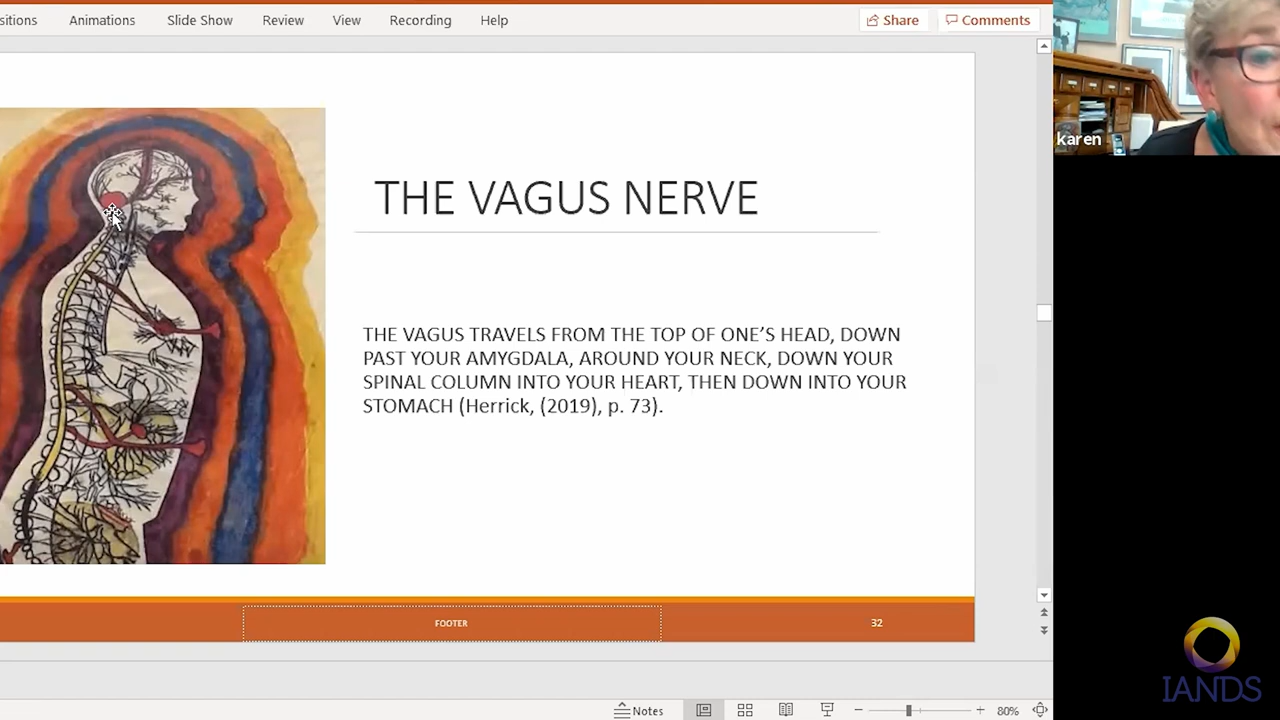 sitions Animations Slide Show Review View Recording Help Share Comments
karen
THE VAGUS NERVE
THE VAGUS TRAVELS FROM THE TOP OF ONE’S HEAD, DOWN
PAST YOUR AMYGDALA, AROUND YOUR NECK, DOWN YOUR
SPINAL COLUMN INTO YOUR HEART, THEN DOWN INTO YOUR
STOMACH (Herrick, (2019), p. 73).
FOOTER 32
IANDS
Notes 80%